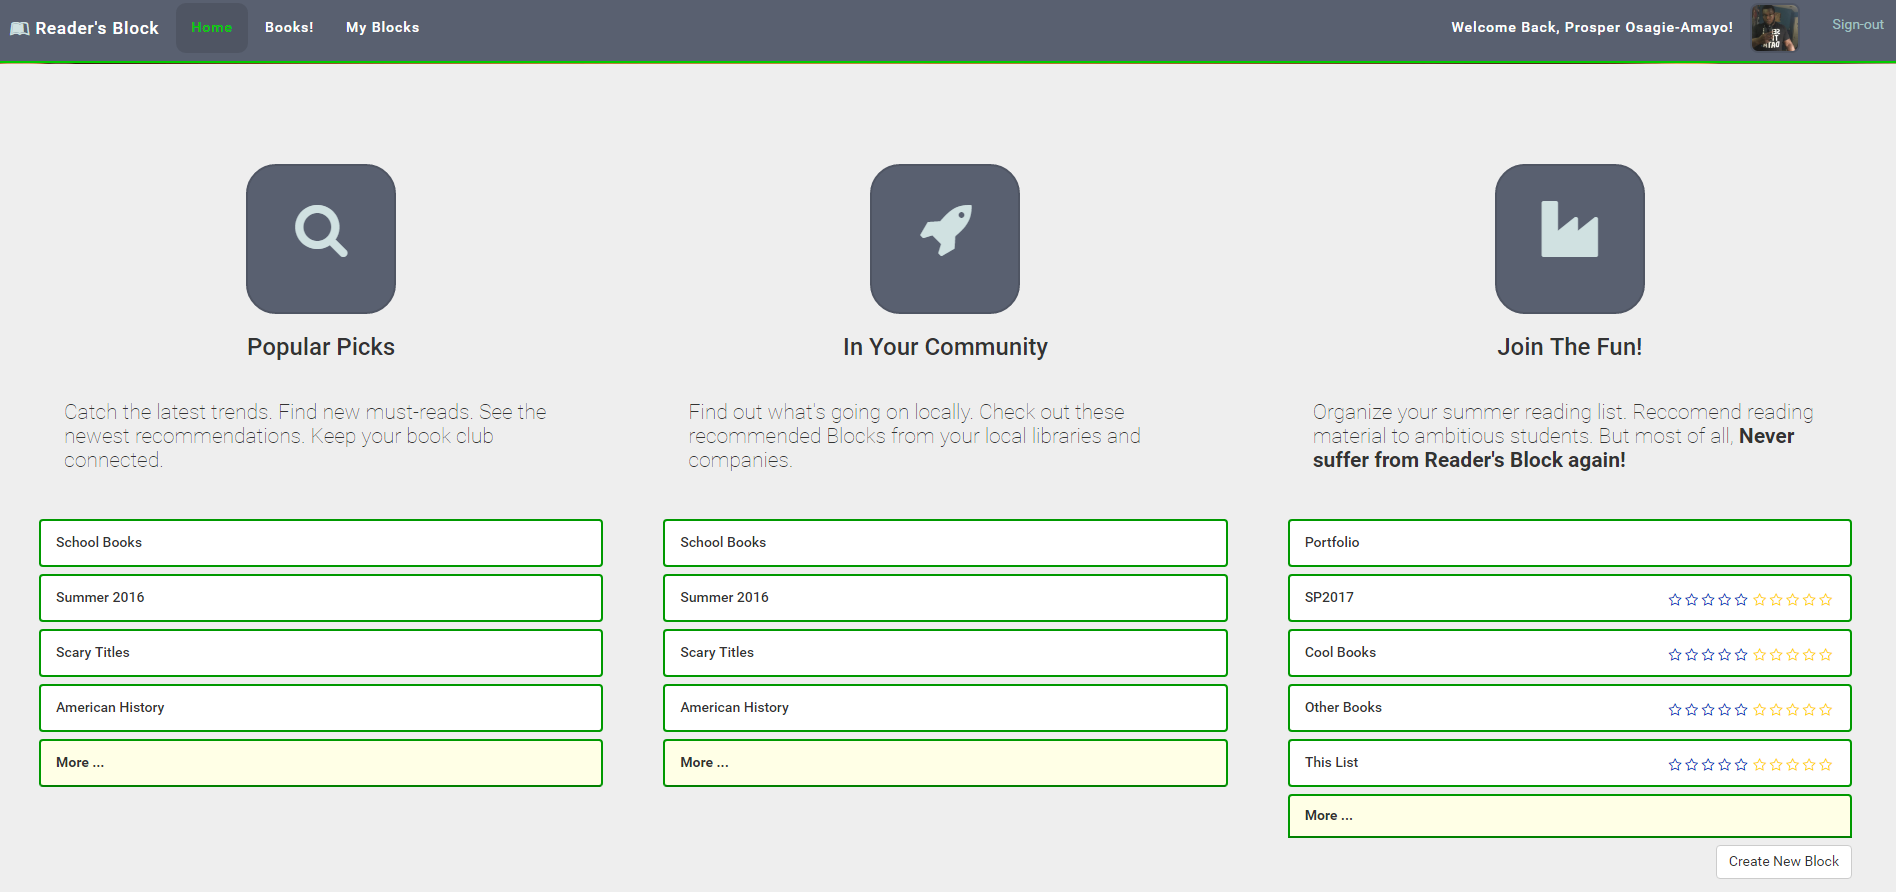 Reader's Block Home Books! My Blocks Welcome Back, Prosper Osagie-Amayo! Sign-out
Popular Picks
Catch the latest trends. Find new must-reads. See the
newest recommendations. Keep your book club
connected.
School Books
Summer 2016
Scary Titles
American History
More ...
In Your Community
Find out what's going on locally. Check out these
recommended Blocks from your local libraries and
companies.
School Books
Summer 2016
Scary Titles
American History
More ...
Join The Fun!
Organize your summer reading list. Reccomend reading
material to ambitious students. But most of all, Never
suffer from Reader's Block again!
Portfolio
SP2017
Cool Books
Other Books
This List
More ...
Create New Block